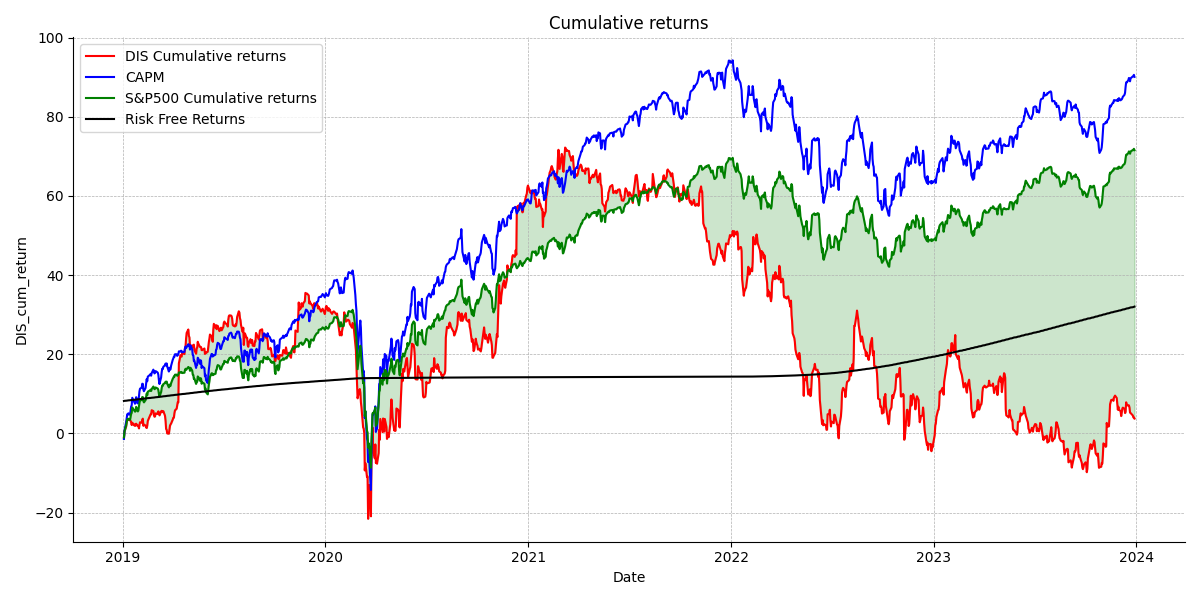 Cumulative returns
DIS Cumulative returns
CAPM
S&P500 Cumulative returns
Risk Free Returns
DIS_cum_return
100
80
60
40
20
0
−20
2019
2020
2021
2022
2023
2024
Date